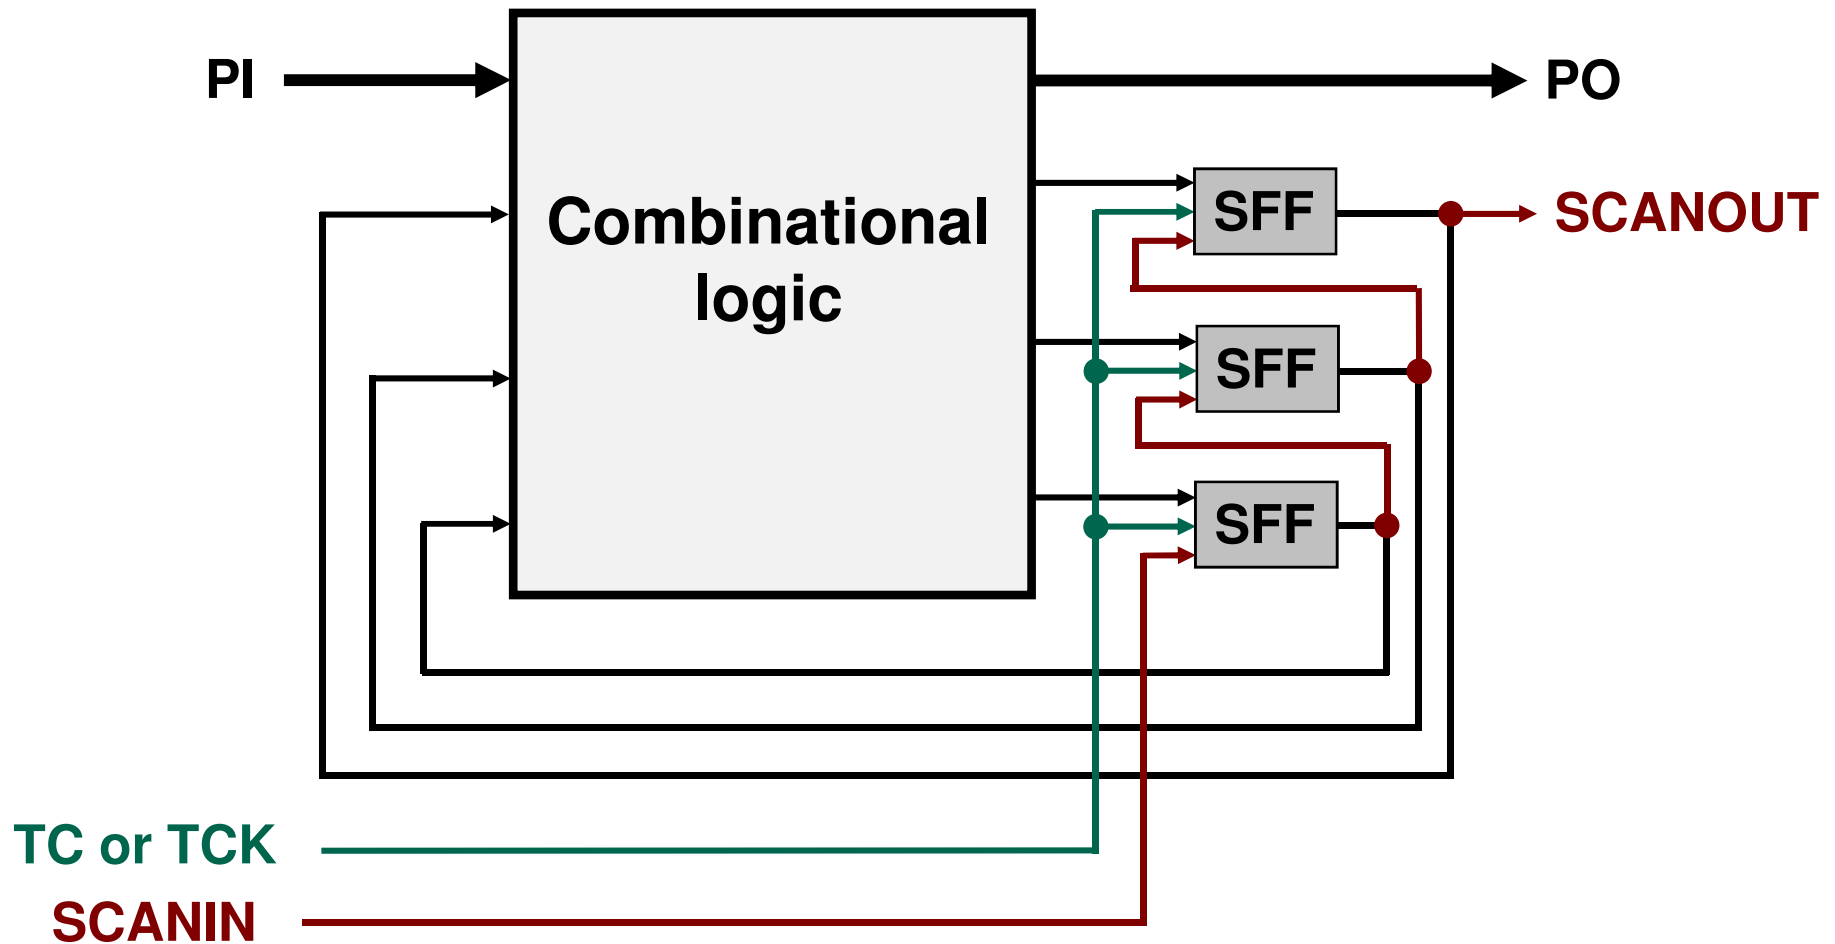 PI
PO
Combinational
logic
SFF
SCANOUT
SFF
SFF
TC or TCK
SCANIN